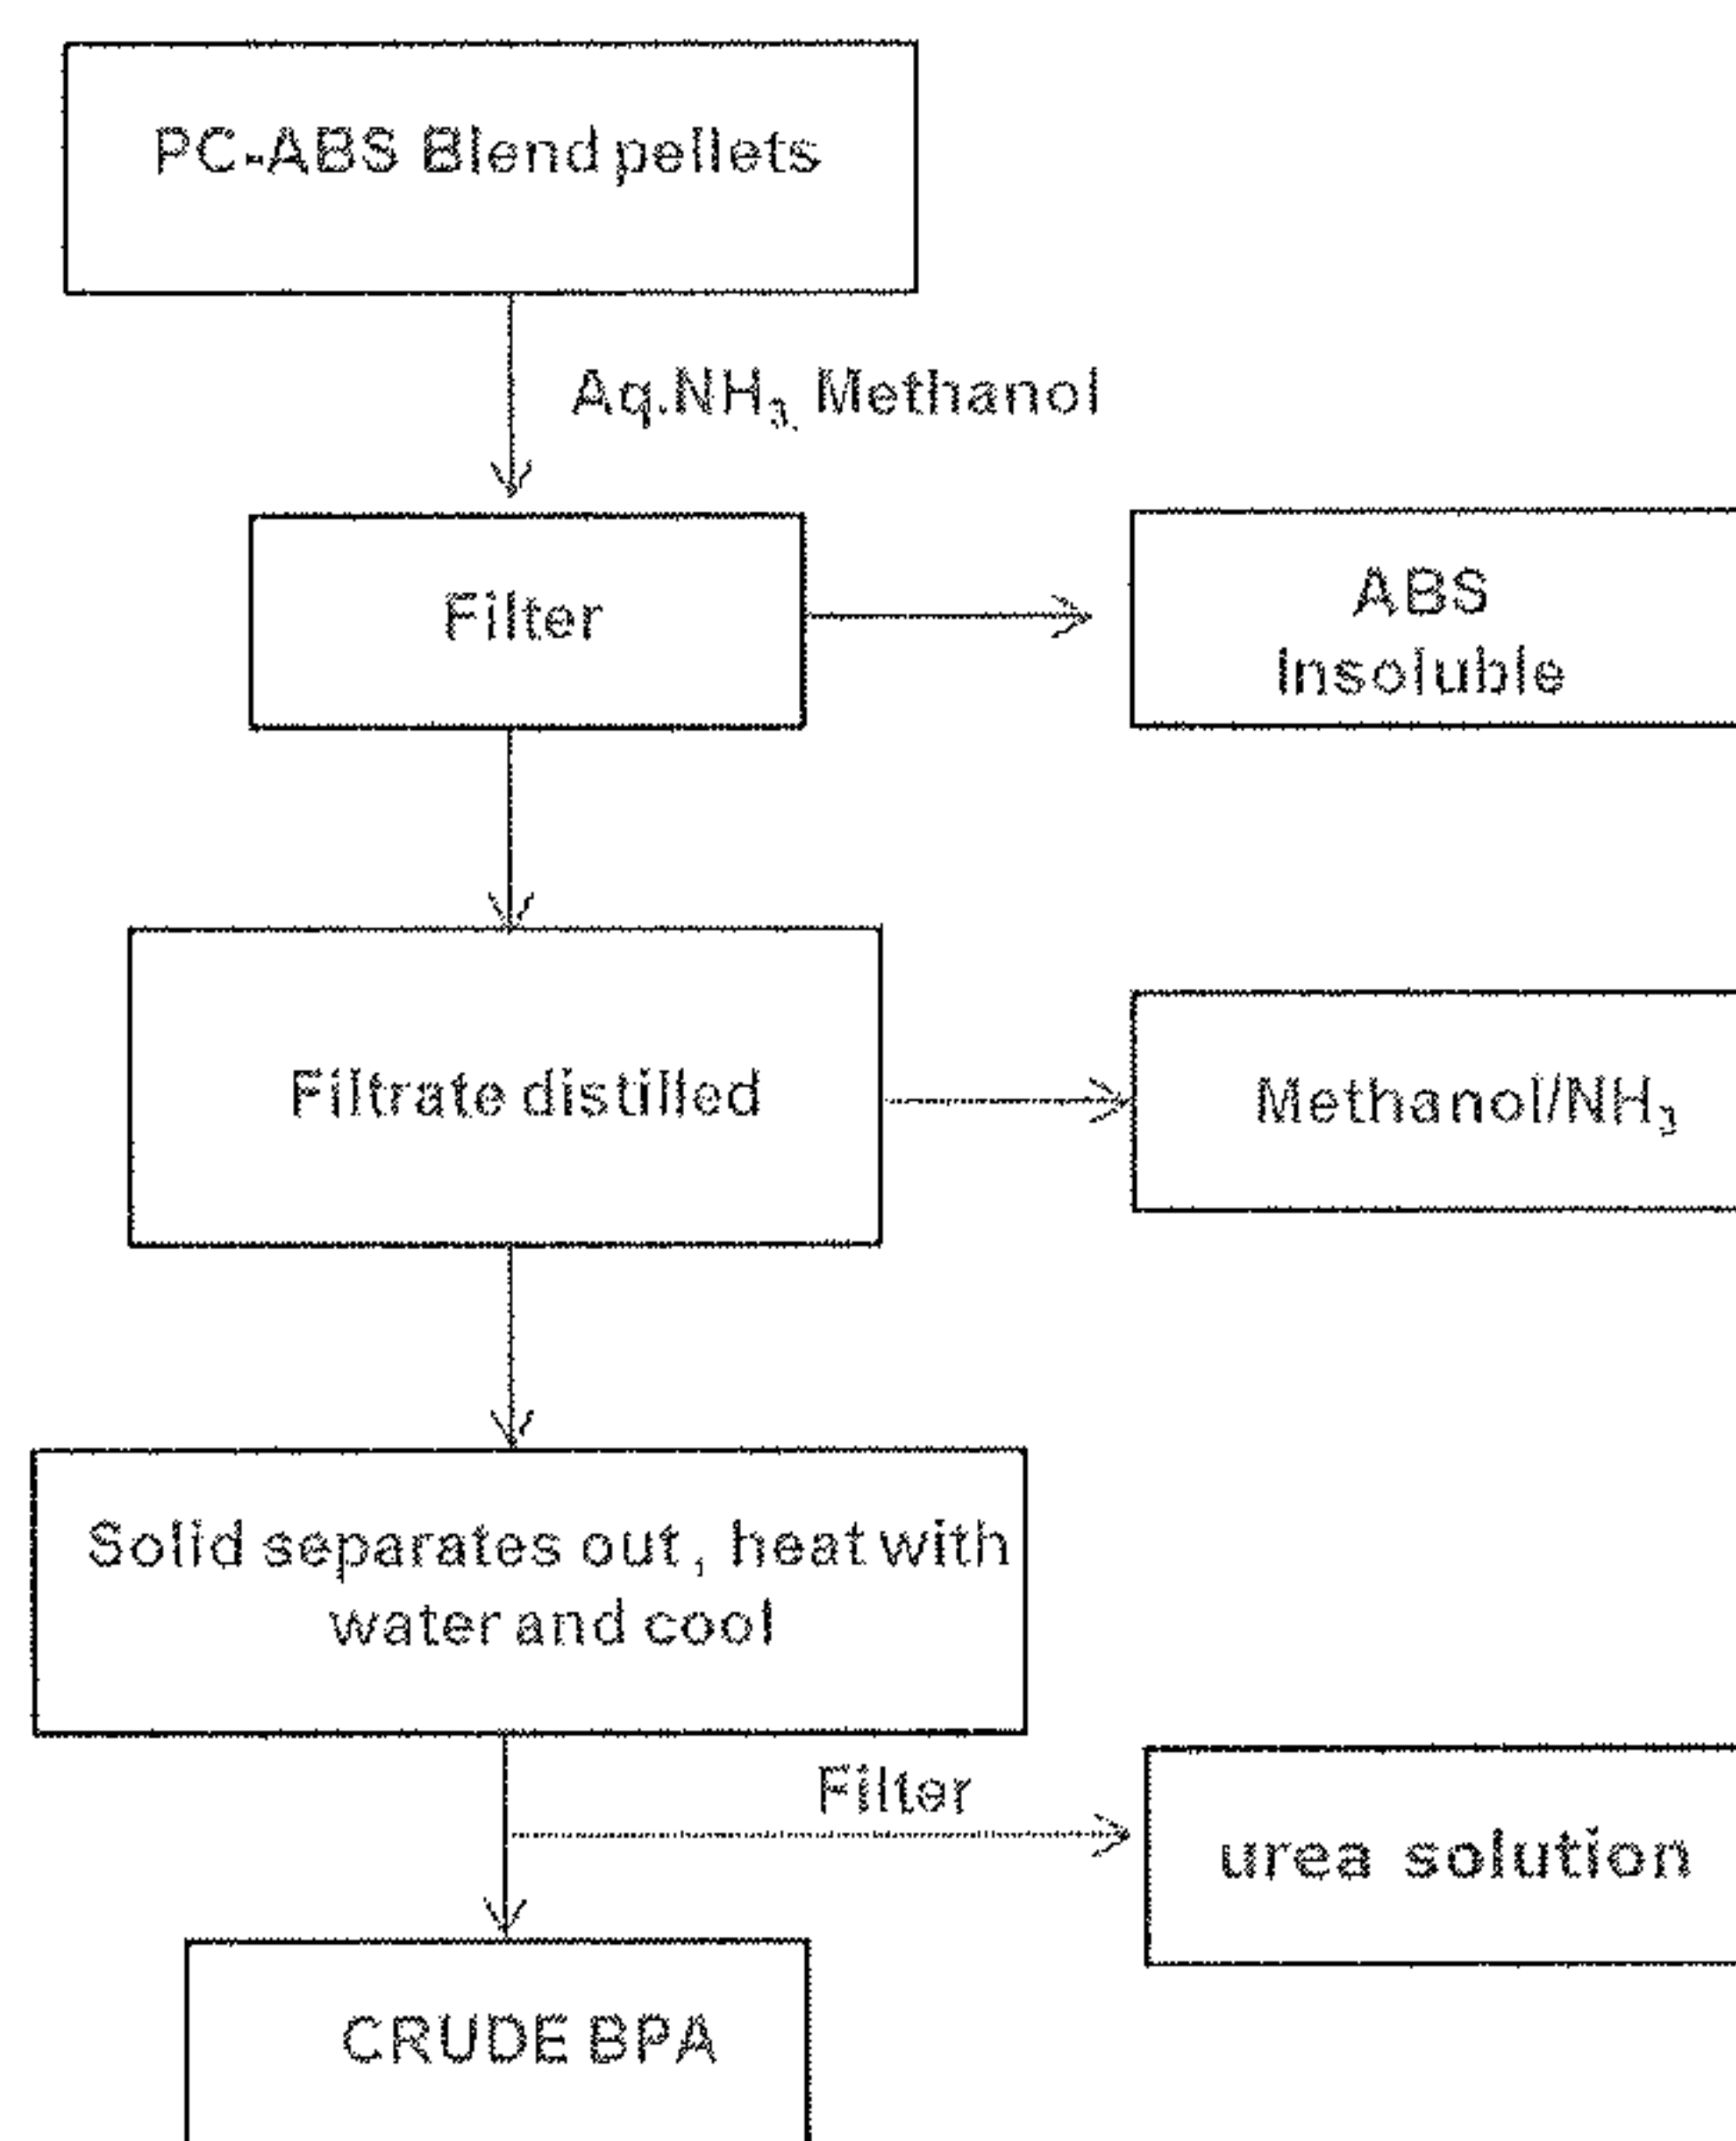 PC-ABS Blend pellets
Aq.NH₃, Methanol
Filter
ABS
Insoluble
Filtrate distilled
Methanol/NH₃
Solid separates out, heat with
water and cool
Filter
urea solution
CRUDE BPA